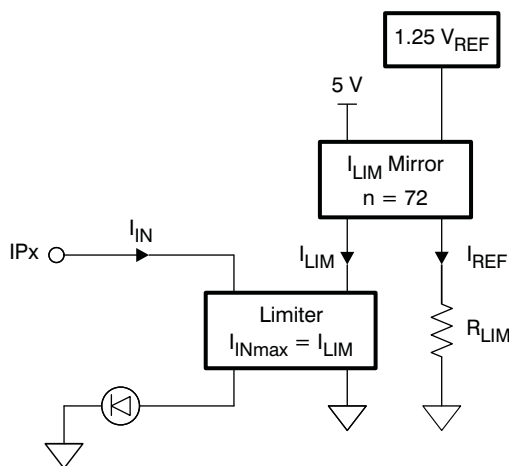 1.25 V_REF
5 V
I_LIM Mirror
n = 72
IPx
I_IN
I_LIM
I_REF
Limiter
I_INmax = I_LIM
R_LIM